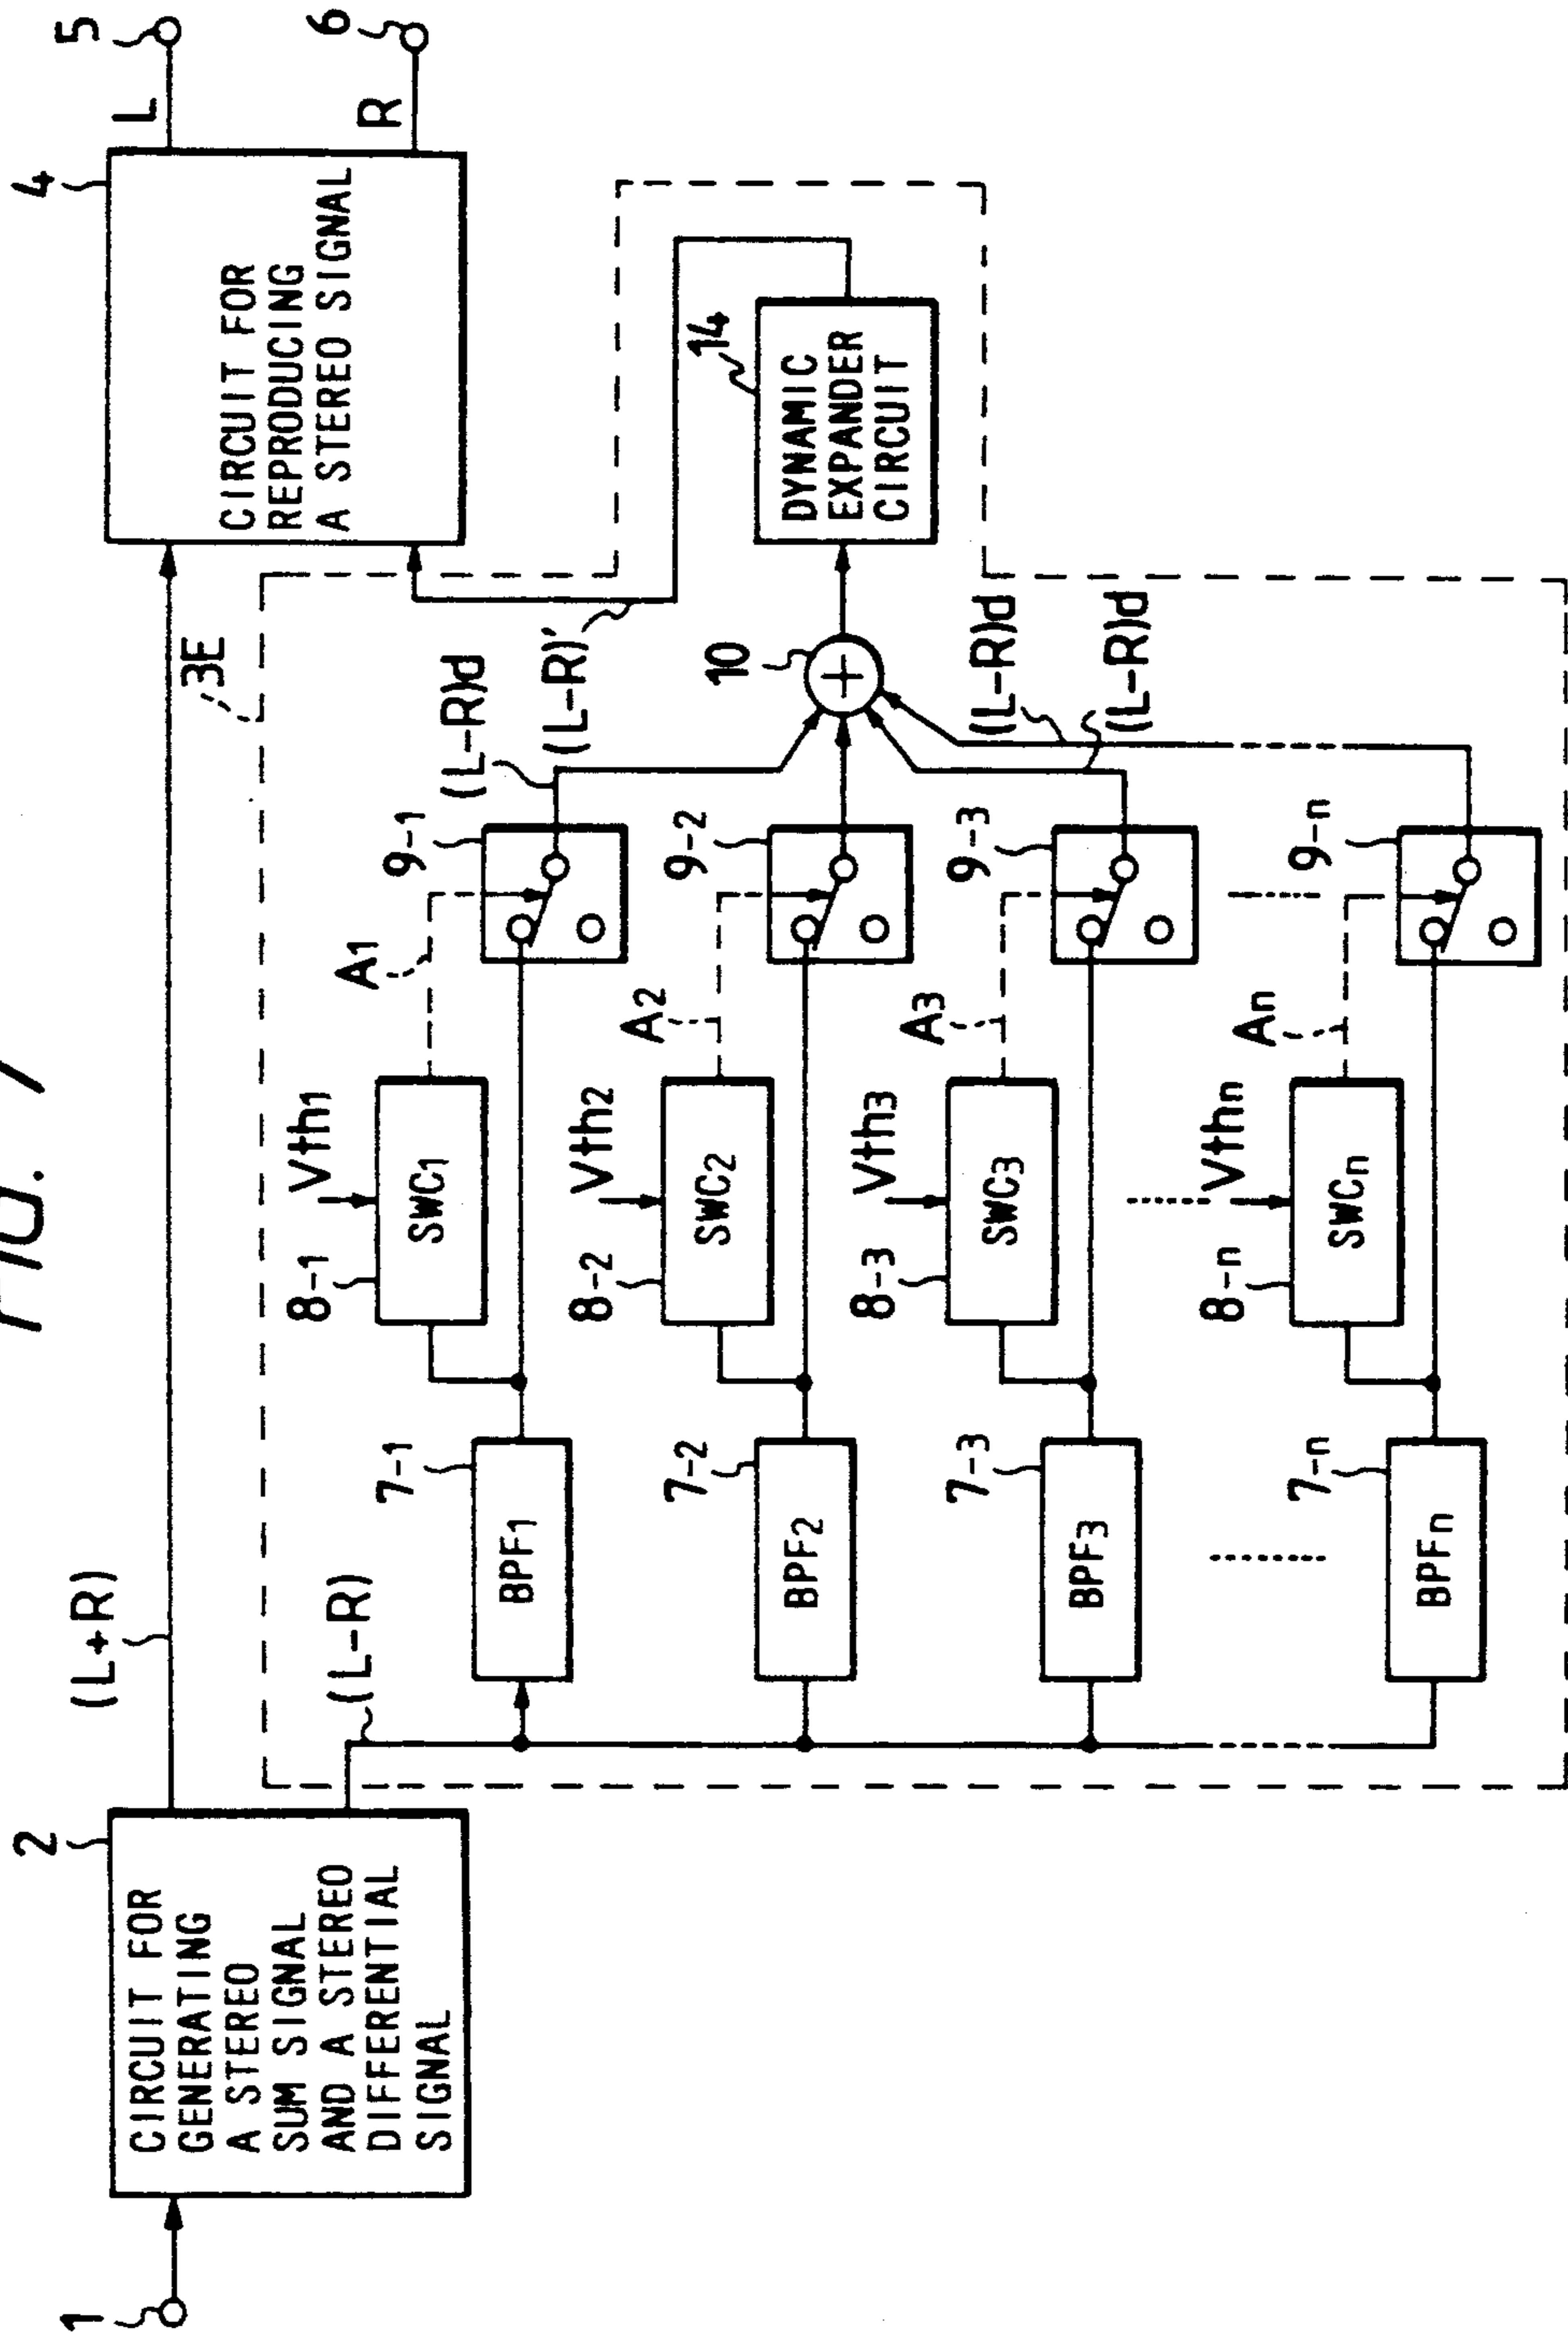 FIG. 7
1
2
CIRCUIT FOR
GENERATING
A STEREO
SUM SIGNAL
AND A STEREO
DIFFERENTIAL
SIGNAL
(L+R)
(L-R)
3E
4
CIRCUIT FOR
REPRODUCING
A STEREO SIGNAL
L
5
R
6
7-1
BPF1
8-1
Vth1
SWC1
A1
9-1
(L-R)d
(L-R)'
7-2
BPF2
8-2
Vth2
SWC2
A2
9-2
10
+
14
DYNAMIC
EXPANDER
CIRCUIT
7-3
BPF3
8-3
Vth3
SWC3
A3
9-3
(L-R)d
(L-R)d
7-n
BPFn
8-n
Vthn
SWCn
An
9-n